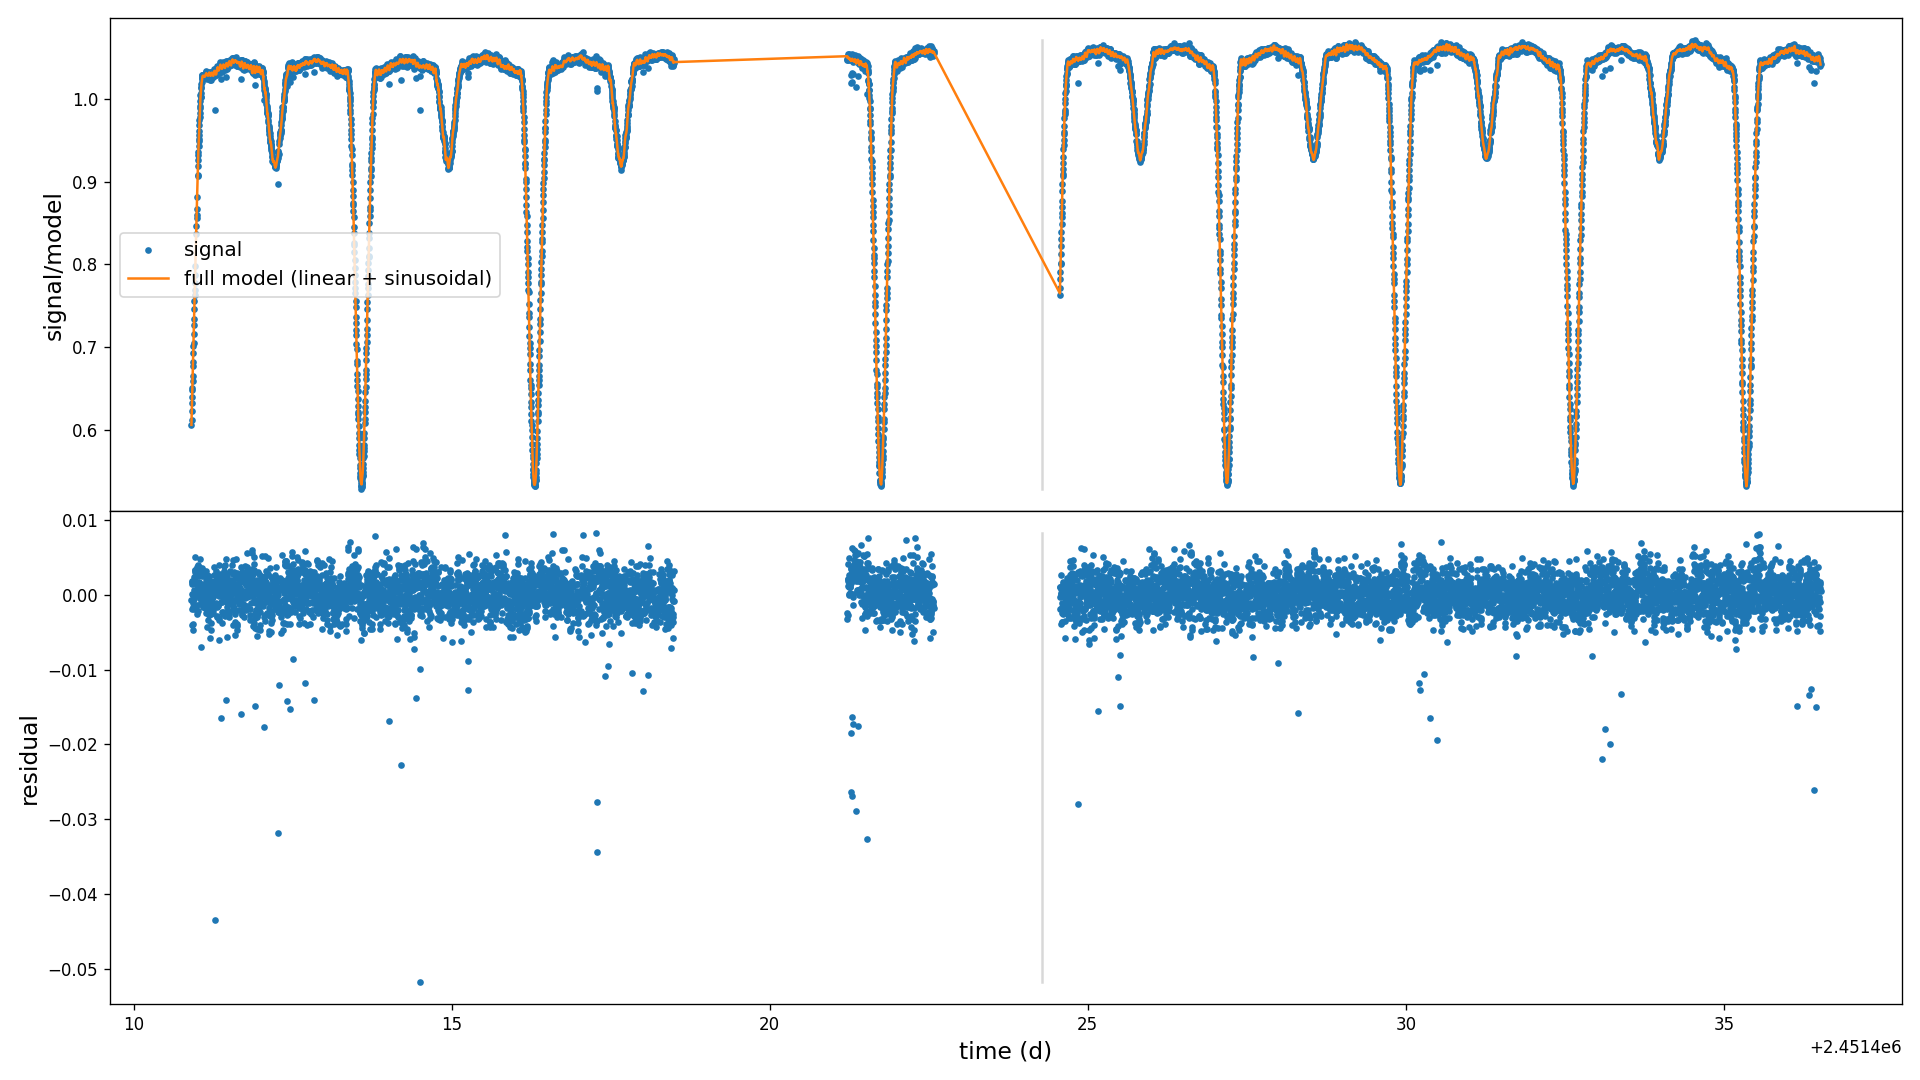 signal/model
1.0
0.9
0.8
0.7
0.6
signal
full model (linear + sinusoidal)
residual
0.01
0.00
−0.01
−0.02
−0.03
−0.04
−0.05
10 15 20 25 30 35
time (d)
+2.4514e6